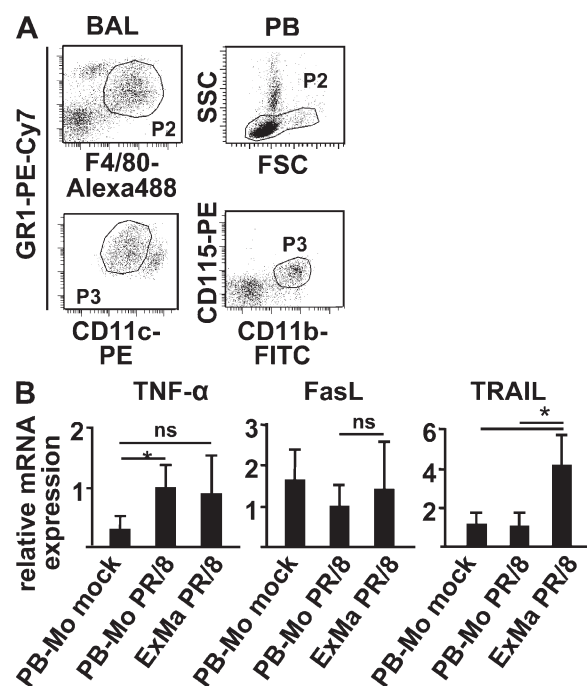 A
BAL
PB
GR1-PE-Cy7
P2
F4/80-
Alexa488
SSC
P2
FSC
P3
CD11c-
PE
CD115-PE
P3
CD11b-
FITC
B
TNF-α
FasL
TRAIL
relative mRNA
expression
2
1
ns
*
3
2
1
ns
6
4
2
*
PB-Mo mock
PB-Mo PR/8
ExMa PR/8
PB-Mo mock
PB-Mo PR/8
ExMa PR/8
PB-Mo mock
PB-Mo PR/8
ExMa PR/8